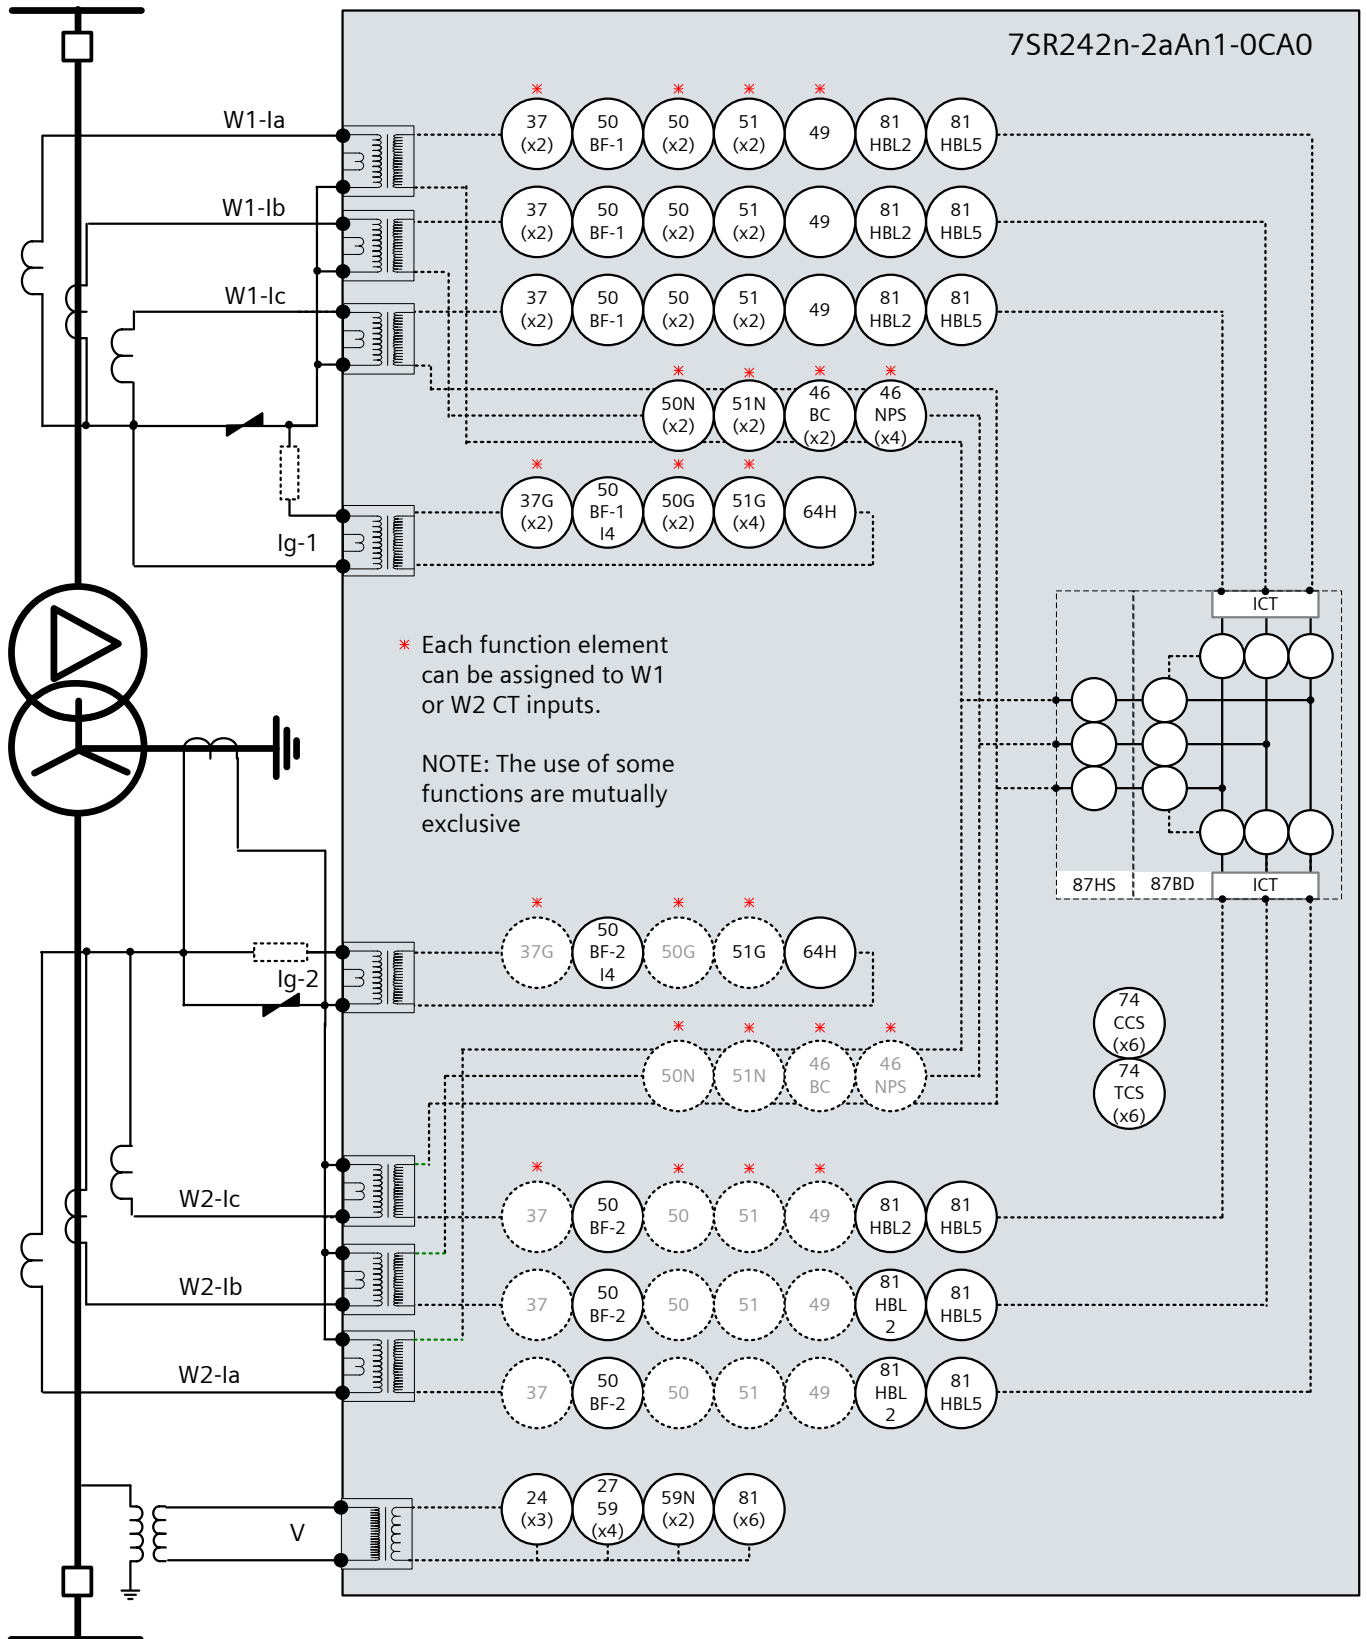 7SR242n-2aAn1-0CA0
W1-Ia
37
(x2)
50
BF-1
50
(x2)
51
(x2)
49
81
HBL2
81
HBL5
W1-Ib
37
(x2)
50
BF-1
50
(x2)
51
(x2)
49
81
HBL2
81
HBL5
W1-Ic
37
(x2)
50
BF-1
50
(x2)
51
(x2)
49
81
HBL2
81
HBL5
50N
(x2)
51N
(x2)
46
BC
(x2)
46
NPS
(x4)
Ig-1
37G
(x2)
50
BF-1
I4
50G
(x2)
51G
(x4)
64H
ICT
* Each function element
can be assigned to W1
or W2 CT inputs.
NOTE: The use of some
functions are mutually
exclusive
87HS
87BD
ICT
Ig-2
37G
50
BF-2
I4
50G
51G
64H
74
CCS
(x6)
74
TCS
(x6)
50N
51N
46
BC
46
NPS
W2-Ic
37
50
BF-2
50
51
49
81
HBL2
81
HBL5
W2-Ib
37
50
BF-2
50
51
49
81
HBL
2
81
HBL5
W2-Ia
37
50
BF-2
50
51
49
81
HBL
2
81
HBL5
V
24
(x3)
27
59
(x4)
59N
(x2)
81
(x6)